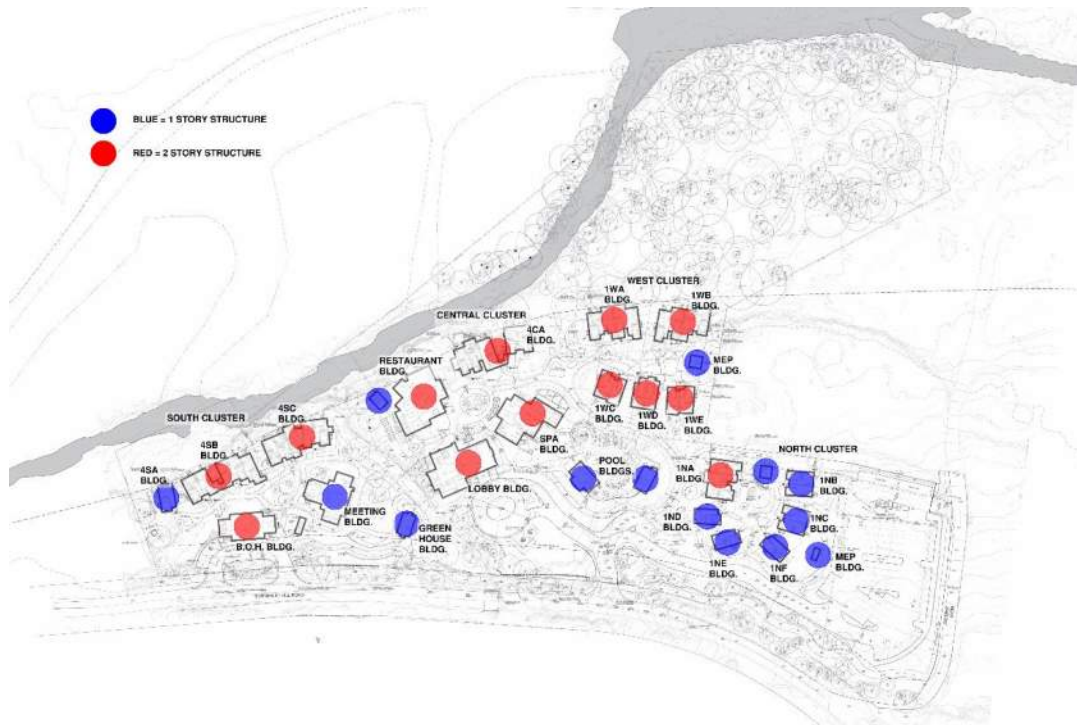 BLUE = 1 STORY STRUCTURE
RED = 2 STORY STRUCTURE
WEST CLUSTER
1WA
BLDG.
1WB
BLDG.
CENTRAL CLUSTER
4CA
BLDG.
RESTAURANT
BLDG.
MEP
BLDG.
1WC
BLDG.
1WD
BLDG.
1WE
BLDG.
SOUTH CLUSTER
4SC
BLDG.
SPA
BLDG.
4SB
BLDG.
4SA
BLDG.
NORTH CLUSTER
POOL
BLDGS.
1NA
BLDG.
1NB
BLDG.
LOBBY BLDG.
MEETING
BLDG.
GREEN
HOUSE
BLDG.
1ND
BLDG.
1NC
BLDG.
B.O.H. BLDG.
1NE
BLDG.
1NF
BLDG.
MEP
BLDG.